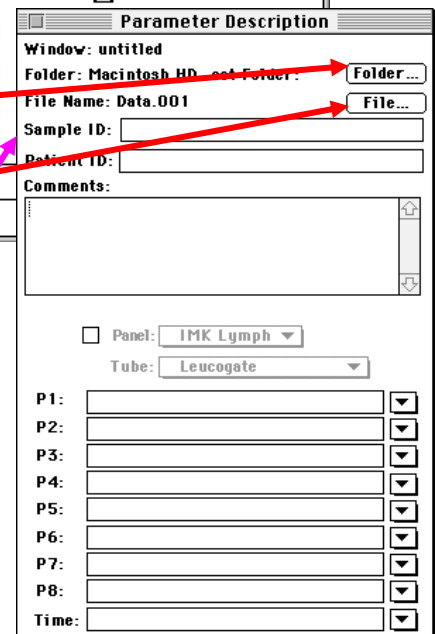 Parameter Description
Window: untitled
Folder: Macintosh HD Folder:
Folder...
File Name: Data.001
File...
Sample ID:
Patient ID:
Comments:
Panel: IMK Lymph
Tube: Leucogate
P1:
P2:
P3:
P4:
P5:
P6:
P7:
P8:
Time: